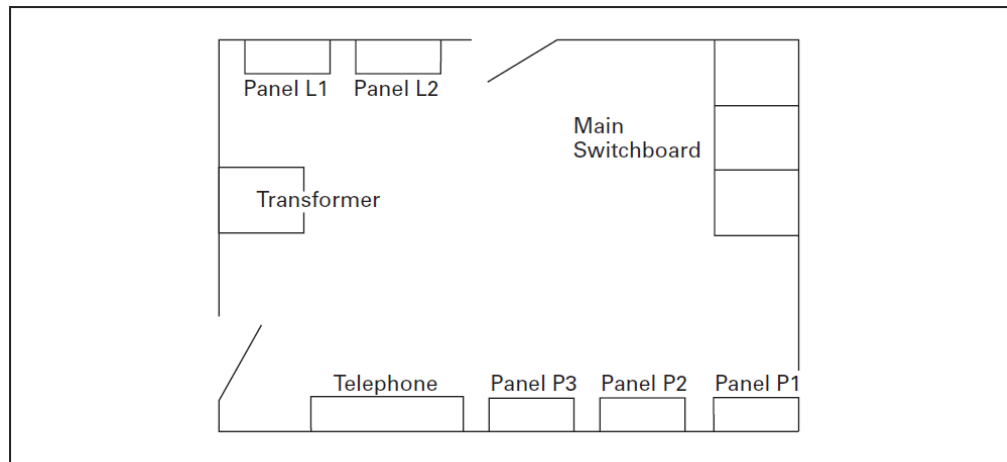 Panel L1 Panel L2
Main
Switchboard
Transformer
Telephone Panel P3 Panel P2 Panel P1